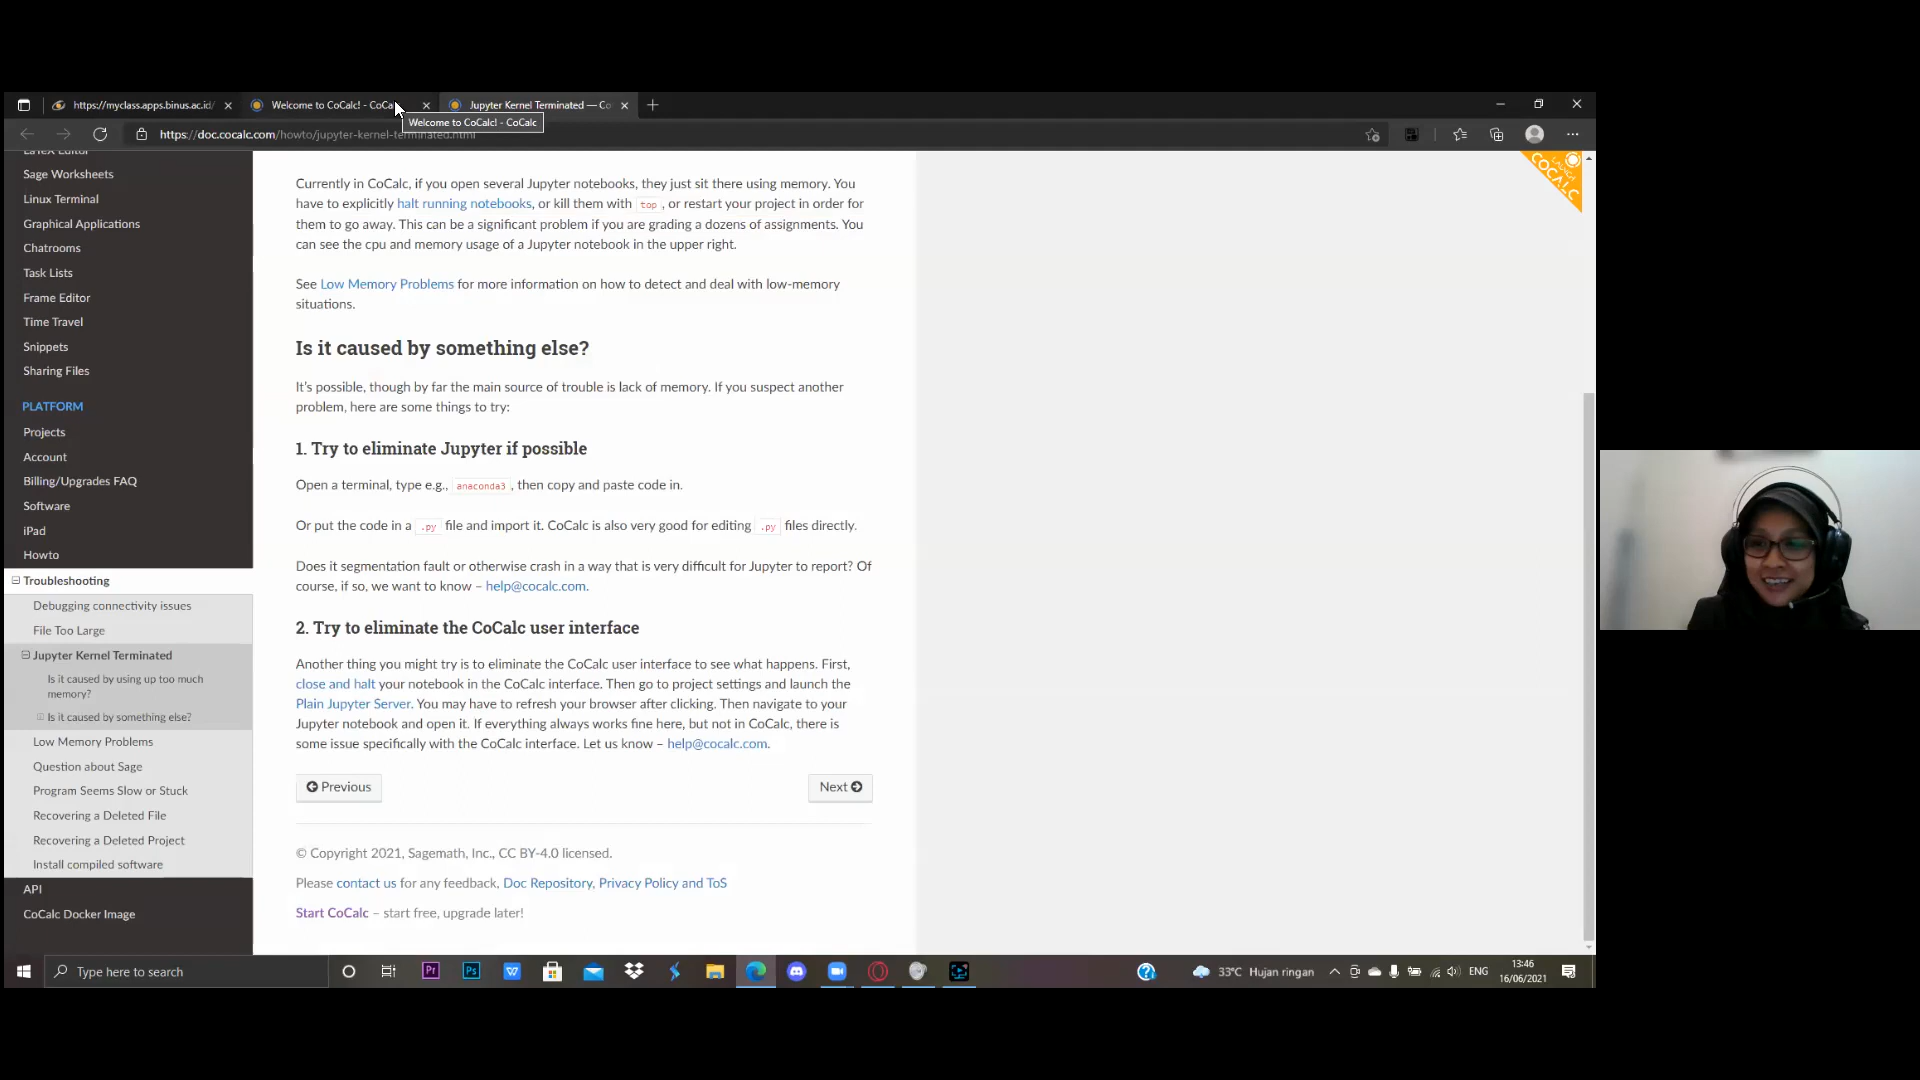 https://myclass.apps.binus.ac.id/
Welcome to CoCalc! - CoCa
Jupyter Kernel Terminated — Co
Welcome to CoCalc! - CoCalc
https://doc.cocalc.com/howto/jupyter-kernel-terminated.html
LaTeX Editor
Sage Worksheets
Linux Terminal
Graphical Applications
Chatrooms
Task Lists
Frame Editor
Time Travel
Snippets
Sharing Files
PLATFORM
Projects
Account
Billing/Upgrades FAQ
Software
iPad
Howto
Troubleshooting
Debugging connectivity issues
File Too Large
Jupyter Kernel Terminated
Is it caused by using up too much
memory?
Is it caused by something else?
Low Memory Problems
Question about Sage
Program Seems Slow or Stuck
Recovering a Deleted File
Recovering a Deleted Project
Install compiled software
API
CoCalc Docker Image
Currently in CoCalc, if you open several Jupyter notebooks, they just sit there using memory. You
have to explicitly halt running notebooks, or kill them with top, or restart your project in order for
them to go away. This can be a significant problem if you are grading a dozens of assignments. You
can see the cpu and memory usage of a Jupyter notebook in the upper right.
See Low Memory Problems for more information on how to detect and deal with low-memory
situations.
Is it caused by something else?
It's possible, though by far the main source of trouble is lack of memory. If you suspect another
problem, here are some things to try:
1. Try to eliminate Jupyter if possible
Open a terminal, type e.g., anaconda3, then copy and paste code in.
Or put the code in a .py file and import it. CoCalc is also very good for editing .py files directly.
Does it segmentation fault or otherwise crash in a way that is very difficult for Jupyter to report? Of
course, if so, we want to know – help@cocalc.com.
2. Try to eliminate the CoCalc user interface
Another thing you might try is to eliminate the CoCalc user interface to see what happens. First,
close and halt your notebook in the CoCalc interface. Then go to project settings and launch the
Plain Jupyter Server. You may have to refresh your browser after clicking. Then navigate to your
Jupyter notebook and open it. If everything always works fine here, but not in CoCalc, there is
some issue specifically with the CoCalc interface. Let us know – help@cocalc.com.
Previous
Next
© Copyright 2021, Sagemath, Inc., CC BY-4.0 licensed.
Please contact us for any feedback, Doc Repository, Privacy Policy and ToS
Start CoCalc – start free, upgrade later!
LAUNCH
COCALC
Type here to search
Pr
Ps
33°C Hujan ringan
ENG
13:46
16/06/2021